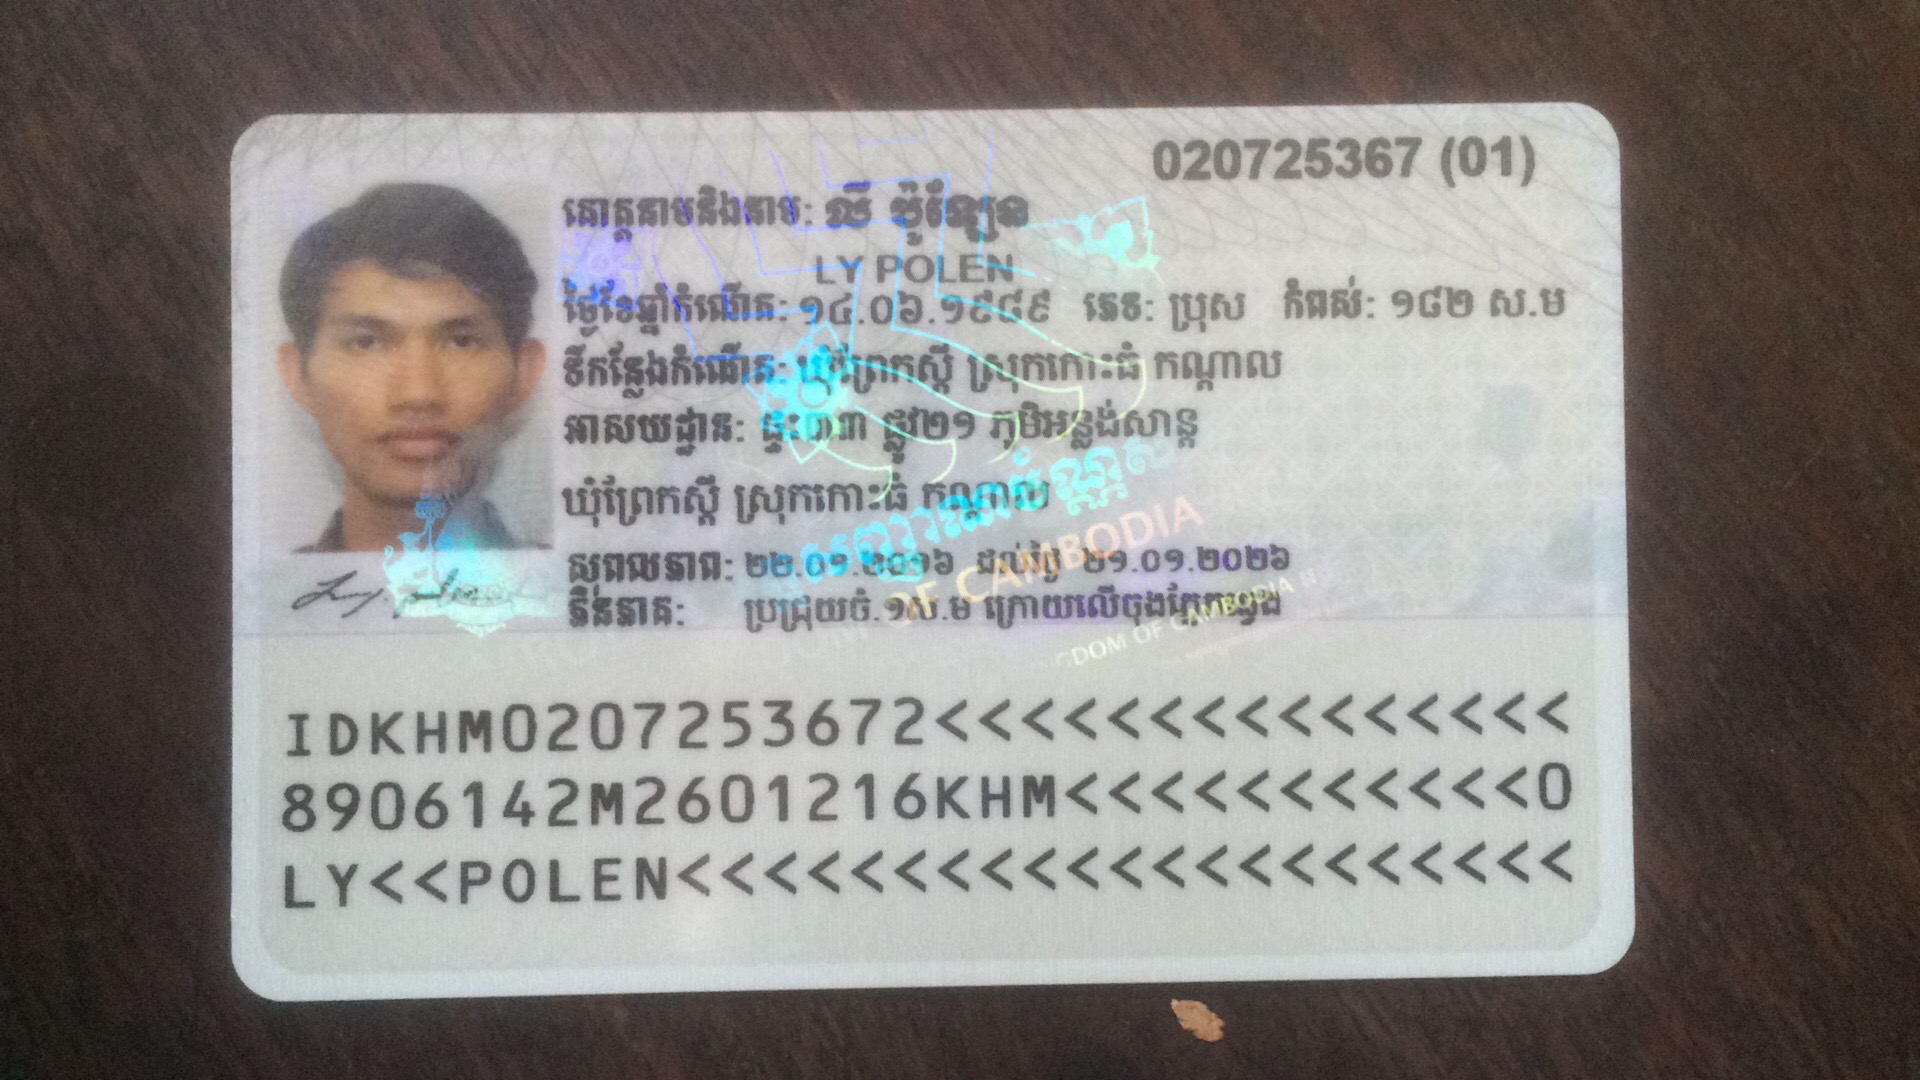 020725367 (01)
គោត្តនាមនិងនាម: លី ប៉ូឡែន
LY POLEN
ថ្ងៃខែឆ្នាំកំណើត: ១៤.០៦.១៩៨៩ ភេទ: ប្រុស កំពស់: ១៨២ ស.ម
ទីកន្លែងកំណើត: ឃុំព្រែកស្ដី ស្រុកកោះធំ កណ្ដាល
អាសយដ្ឋាន: ផ្ទះ៣៣ ផ្លូវ២១ ភូមិអន្លង់សាន្ត
ឃុំព្រែកស្ដី ស្រុកកោះធំ កណ្ដាល
សុពលភាព: ២២.០១.២០១៦ ដល់ថ្ងៃ ២១.០១.២០២៦
ភិនភាគ: ប្រជ្រុយចំ.១ស.ម ក្រោយលើចុងភ្នែកឆ្វេង
OF CAMBODIA
KINGDOM OF CAMBODIA
IDKHM0207253672<<<<<<<<<<<<<<<
8906142M2601216KHM<<<<<<<<<<<0
LY<<POLEN<<<<<<<<<<<<<<<<<<<<<